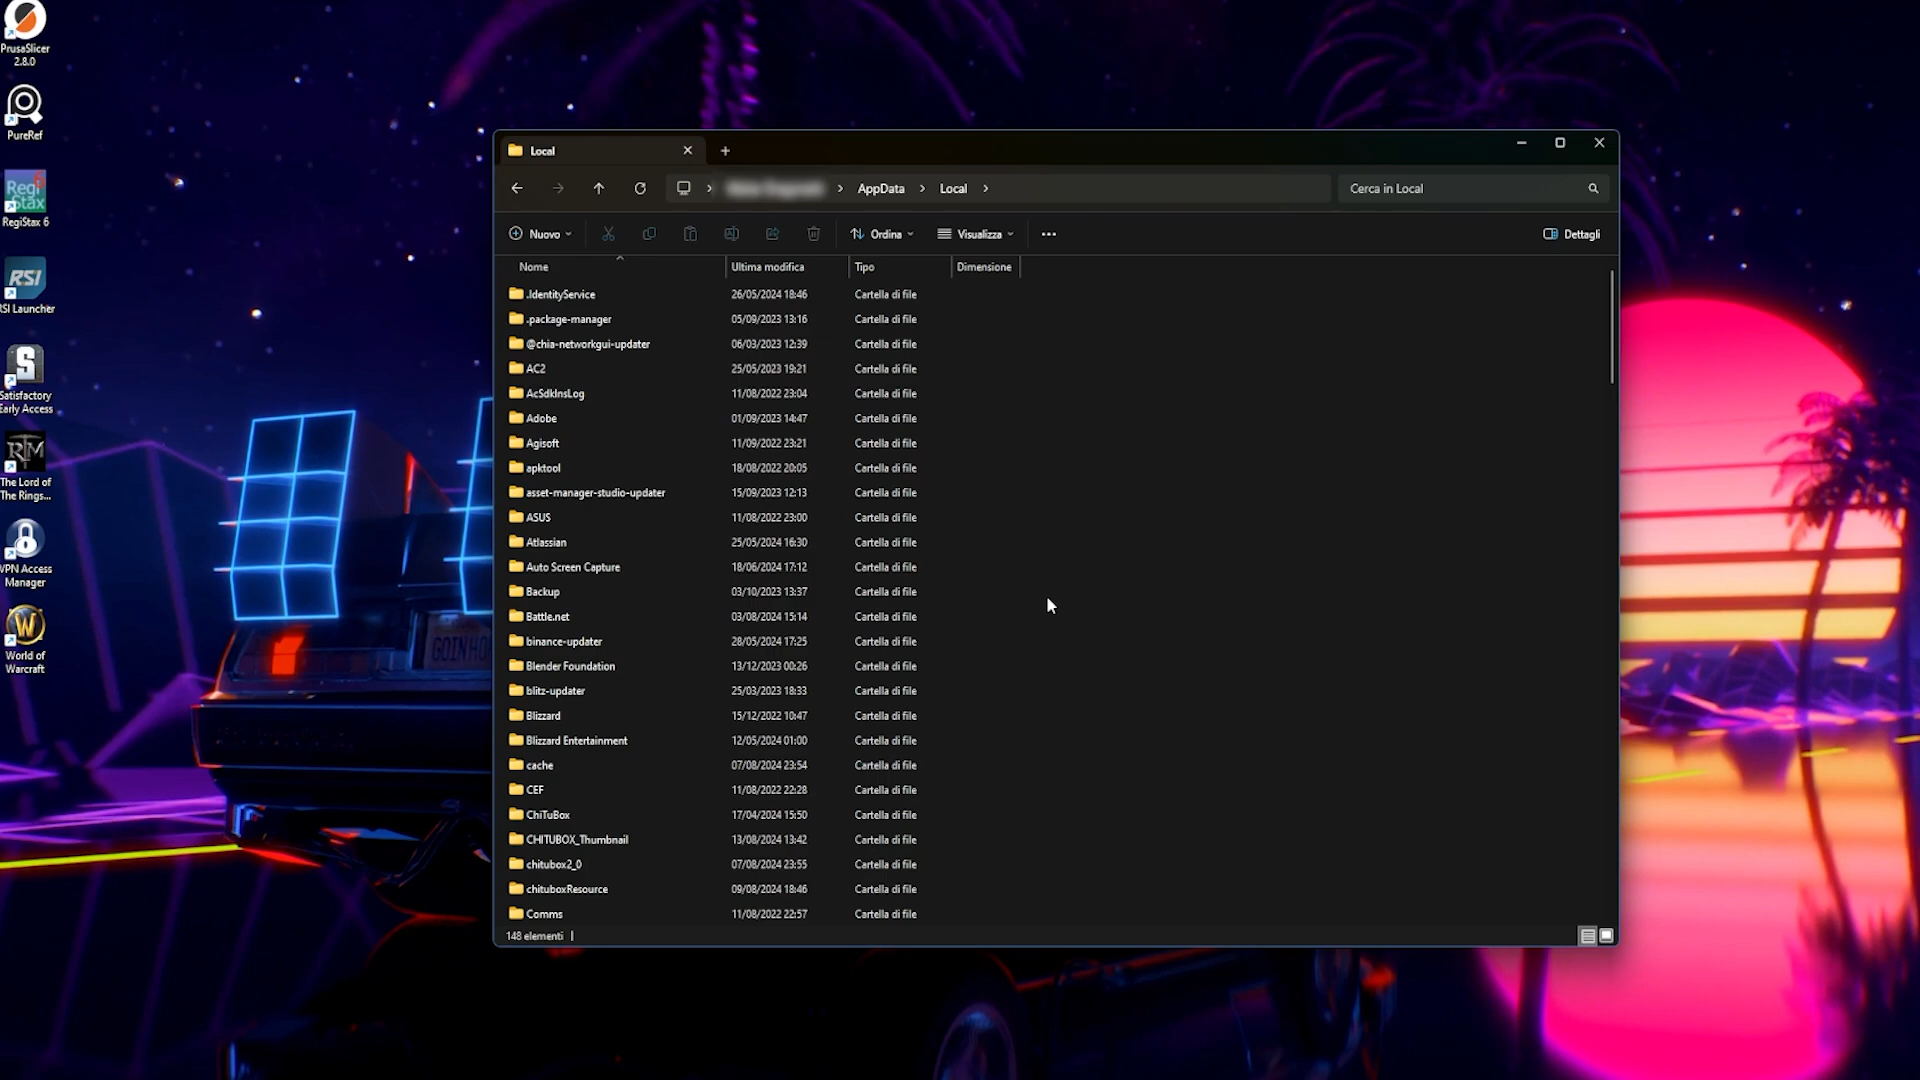 PrusaSlicer
2.8.0
PureRef
RegiStax 6
RSI
RSI Launcher
Satisfactory
Early Access
The Lord of
The Rings...
VPN Access
Manager
World of
Warcraft
Local
AppData
Local
Cerca in Local
Nuovo
Ordina
Visualizza
Dettagli
Nome Ultima modifica Tipo Dimensione
.IdentityService 26/05/2024 18:46 Cartella di file
.package-manager 05/09/2023 13:16 Cartella di file
@chia-networkgui-updater 06/03/2023 12:39 Cartella di file
AC2 25/05/2023 19:21 Cartella di file
AcSdkInsLog 11/08/2022 23:04 Cartella di file
Adobe 01/09/2023 14:47 Cartella di file
Agisoft 11/09/2022 23:21 Cartella di file
apktool 18/08/2022 20:05 Cartella di file
asset-manager-studio-updater 15/09/2023 12:13 Cartella di file
ASUS 11/08/2022 23:00 Cartella di file
Atlassian 25/05/2024 16:30 Cartella di file
Auto Screen Capture 18/06/2024 17:12 Cartella di file
Backup 03/10/2023 13:37 Cartella di file
Battle.net 03/08/2024 15:14 Cartella di file
binance-updater 28/05/2024 17:25 Cartella di file
Blender Foundation 13/12/2023 00:26 Cartella di file
blitz-updater 25/03/2023 18:33 Cartella di file
Blizzard 15/12/2022 10:47 Cartella di file
Blizzard Entertainment 12/05/2024 01:00 Cartella di file
cache 07/08/2024 23:54 Cartella di file
CEF 11/08/2022 22:28 Cartella di file
ChiTuBox 17/04/2024 15:50 Cartella di file
CHITUBOX_Thumbnail 13/08/2024 13:42 Cartella di file
chitubox2_0 07/08/2024 23:55 Cartella di file
chituboxResource 09/08/2024 18:46 Cartella di file
Comms 11/08/2022 22:57 Cartella di file
148 elementi